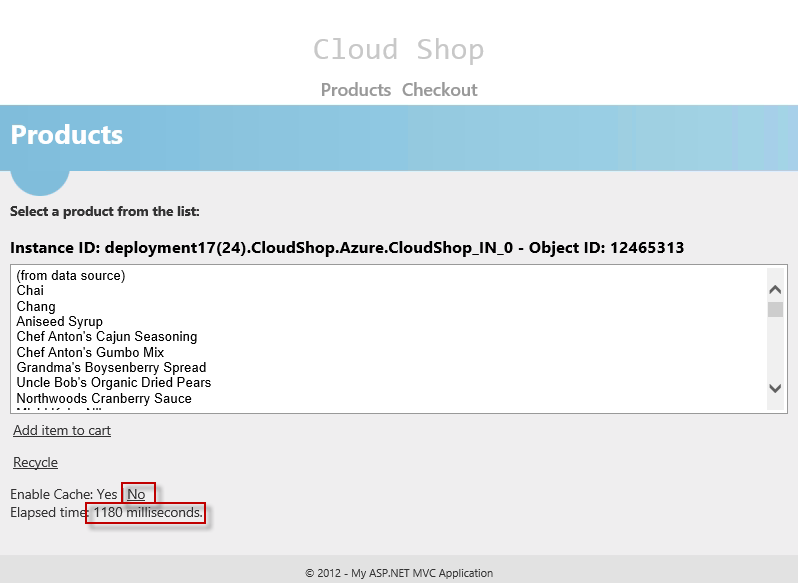 Cloud Shop
Products Checkout
Products
Select a product from the list:
Instance ID: deployment17(24).CloudShop.Azure.CloudShop_IN_0 - Object ID: 12465313
(from data source)
Chai
Chang
Aniseed Syrup
Chef Anton's Cajun Seasoning
Chef Anton's Gumbo Mix
Grandma's Boysenberry Spread
Uncle Bob's Organic Dried Pears
Northwoods Cranberry Sauce
Add item to cart
Recycle
Enable Cache: Yes No
Elapsed time: 1180 milliseconds.
© 2012 - My ASP.NET MVC Application